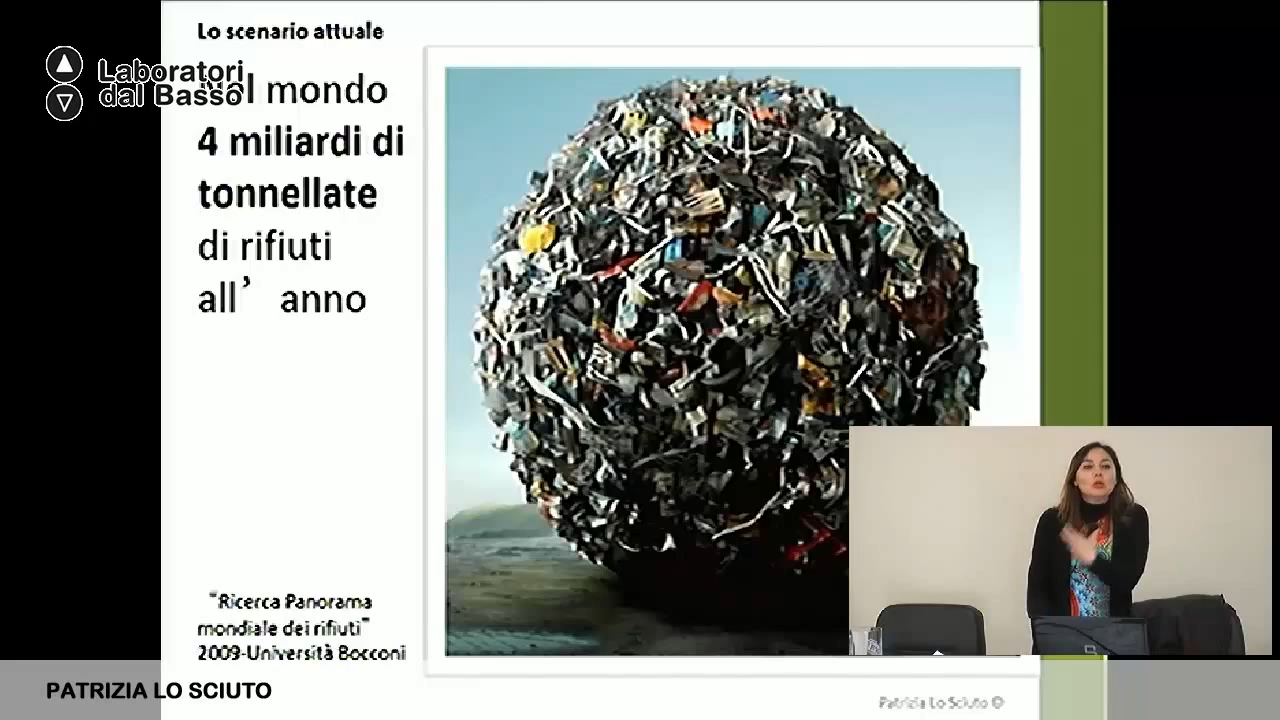 Lo scenario attuale
Laboratori
dal Basso
Nel mondo
4 miliardi di
tonnellate
di rifiuti
all’ anno
"Ricerca Panorama
mondiale dei rifiuti"
2009-Università Bocconi
PATRIZIA LO SCIUTO
Patrizia Lo Sciuto ©